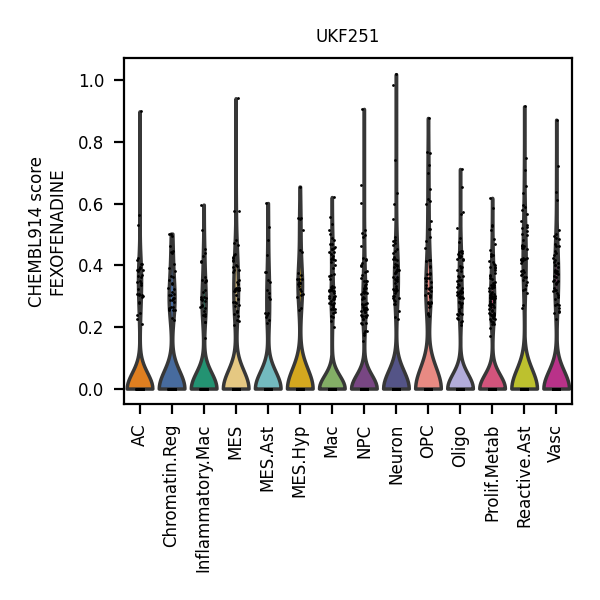 UKF251
CHEMBL914 score
FEXOFENADINE
1.0
0.8
0.6
0.4
0.2
0.0
AC
Chromatin.Reg
Inflammatory.Mac
MES
MES.Ast
MES.Hyp
Mac
NPC
Neuron
OPC
Oligo
Prolif.Metab
Reactive.Ast
Vasc